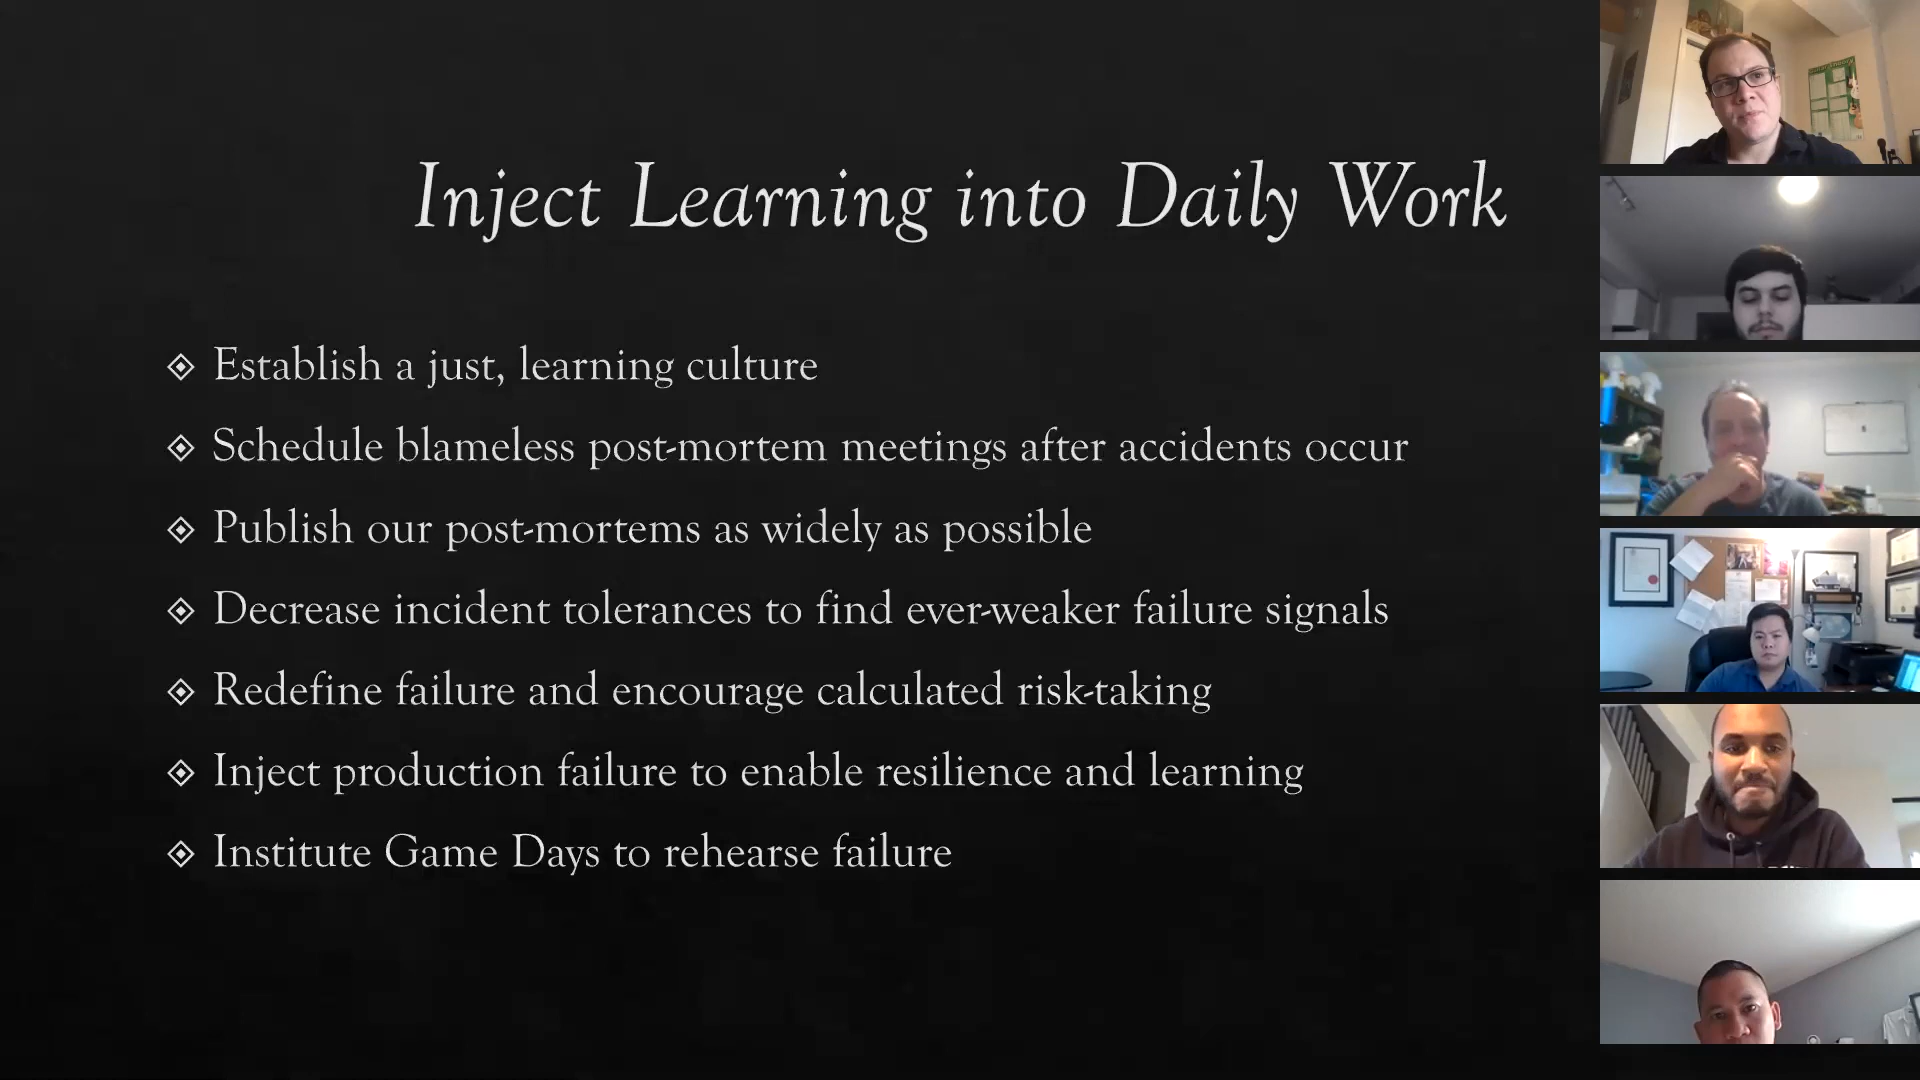 Inject Learning into Daily Work
Establish a just, learning culture
Schedule blameless post-mortem meetings after accidents occur
Publish our post-mortems as widely as possible
Decrease incident tolerances to find ever-weaker failure signals
Redefine failure and encourage calculated risk-taking
Inject production failure to enable resilience and learning
Institute Game Days to rehearse failure